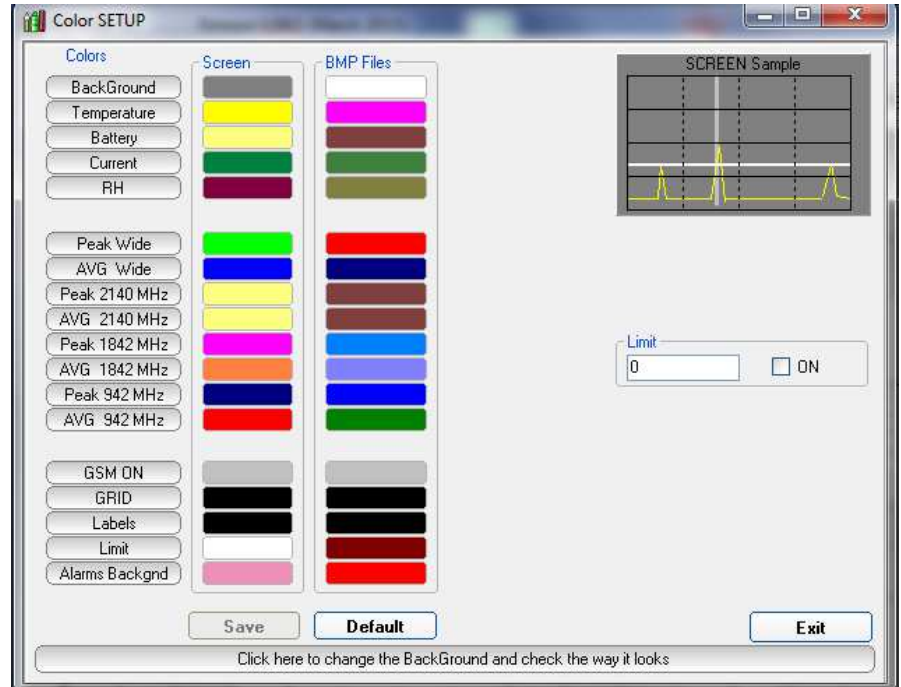 Color SETUP
Colors
Screen
BMP Files
SCREEN Sample
BackGround
Temperature
Battery
Current
RH
Peak Wide
AVG Wide
Peak 2140 MHz
AVG 2140 MHz
Peak 1842 MHz
AVG 1842 MHz
Peak 942 MHz
AVG 942 MHz
Limit
0
ON
GSM ON
GRID
Labels
Limit
Alarms Backgnd
Save
Default
Exit
Click here to change the BackGround and check the way it looks